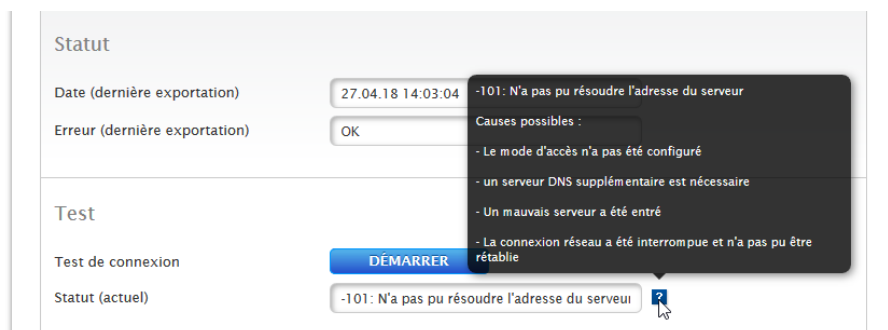 Statut
Date (dernière exportation)
27.04.18 14:03:04
Erreur (dernière exportation)
OK
-101: N'a pas pu résoudre l'adresse du serveur
Causes possibles :
- Le mode d'accès n'a pas été configuré
- un serveur DNS supplémentaire est nécessaire
- Un mauvais serveur a été entré
- La connexion réseau a été interrompue et n'a pas pu être
rétablie
Test
Test de connexion
DÉMARRER
Statut (actuel)
-101: N'a pas pu résoudre l'adresse du serveur
?